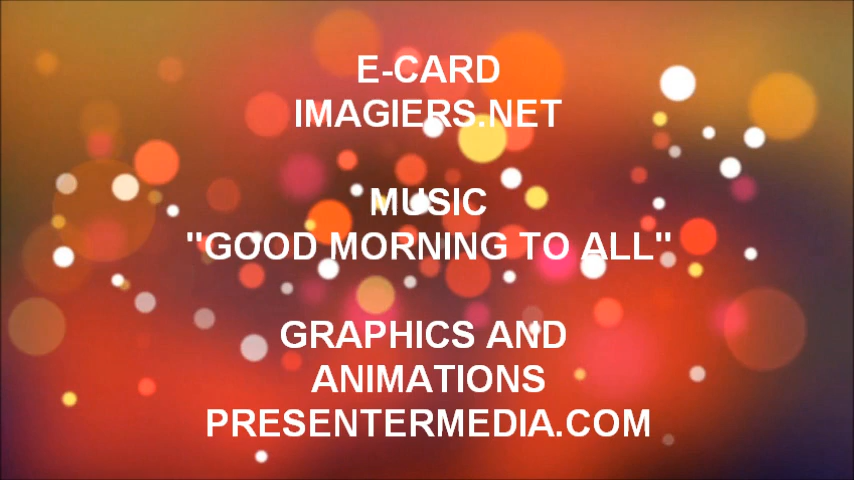 E-CARD
IMAGIERS.NET
MUSIC
"GOOD MORNING TO ALL"
GRAPHICS AND
ANIMATIONS
PRESENTERMEDIA.COM